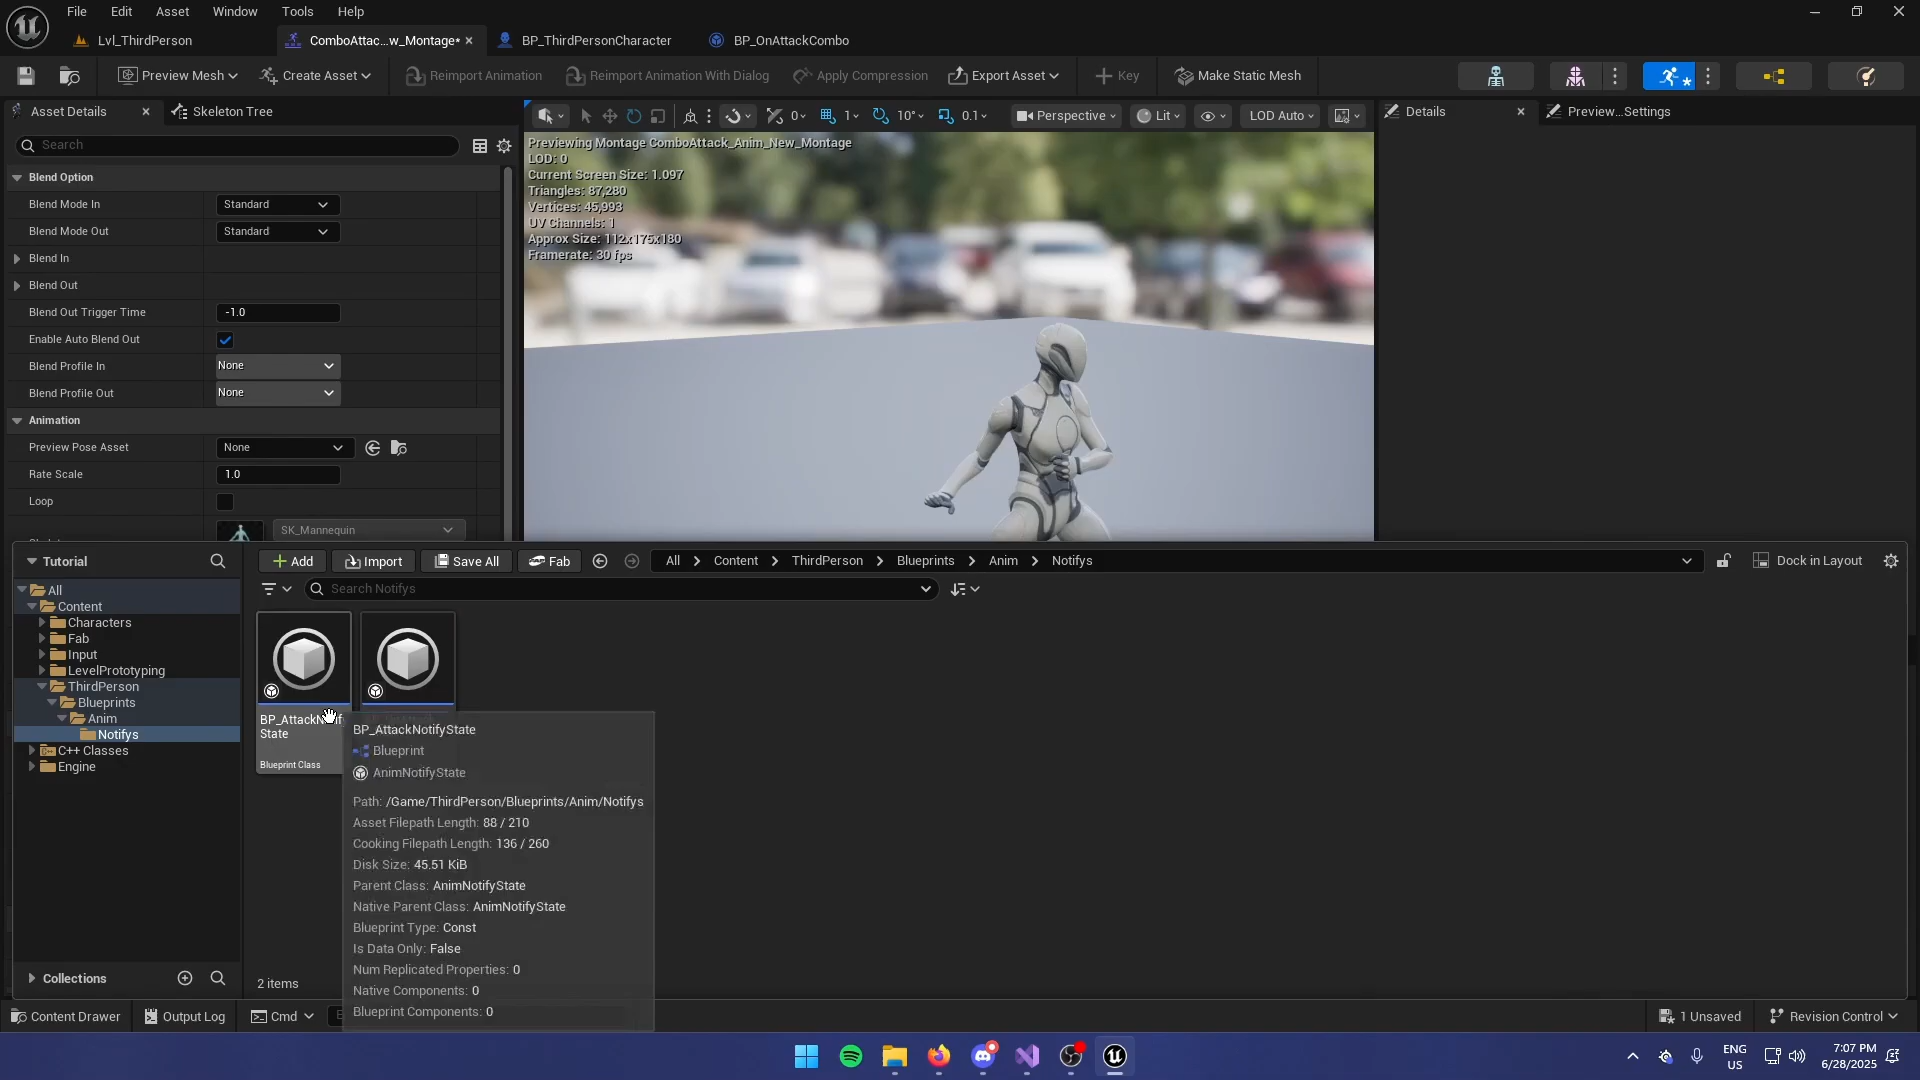 File Edit Asset Window Tools Help
Lvl_ThirdPerson ComboAttac...w_Montage* BP_ThirdPersonCharacter BP_OnAttackCombo
Preview Mesh Create Asset Reimport Animation Reimport Animation With Dialog Apply Compression Export Asset Key Make Static Mesh
Asset Details Skeleton Tree
0 1 10° 0.1 Perspective Lit LOD Auto
Details Preview...Settings
Search
Previewing Montage ComboAttack_Anim_New_Montage
LOD: 0
Current Screen Size: 1.097
Triangles: 87,280
Vertices: 45,993
UV Channels: 1
Approx Size: 112x175x180
Framerate: 30 fps
Blend Option
Blend Mode In Standard
Blend Mode Out Standard
Blend In
Blend Out
Blend Out Trigger Time -1.0
Enable Auto Blend Out
Blend Profile In None
Blend Profile Out None
Animation
Preview Pose Asset None
Rate Scale 1.0
Loop
SK_Mannequin
Tutorial
Add Import Save All Fab All Content ThirdPerson Blueprints Anim Notifys Dock in Layout
Search Notifys
All
Content
Characters
Fab
Input
LevelPrototyping
ThirdPerson
Blueprints
Anim
Notifys
C++ Classes
Engine
Collections
State
Blueprint Class
BP_AttackNotifyState
Blueprint
AnimNotifyState
Path: /Game/ThirdPerson/Blueprints/Anim/Notifys
Asset Filepath Length: 88 / 210
Cooking Filepath Length: 136 / 260
Disk Size: 45.51 KiB
Parent Class: AnimNotifyState
Native Parent Class: AnimNotifyState
Blueprint Type: Const
Is Data Only: False
Num Replicated Properties: 0
Native Components: 0
Blueprint Components: 0
2 items
Content Drawer Output Log Cmd 1 Unsaved Revision Control
ENG
US
7:07 PM
6/28/2025